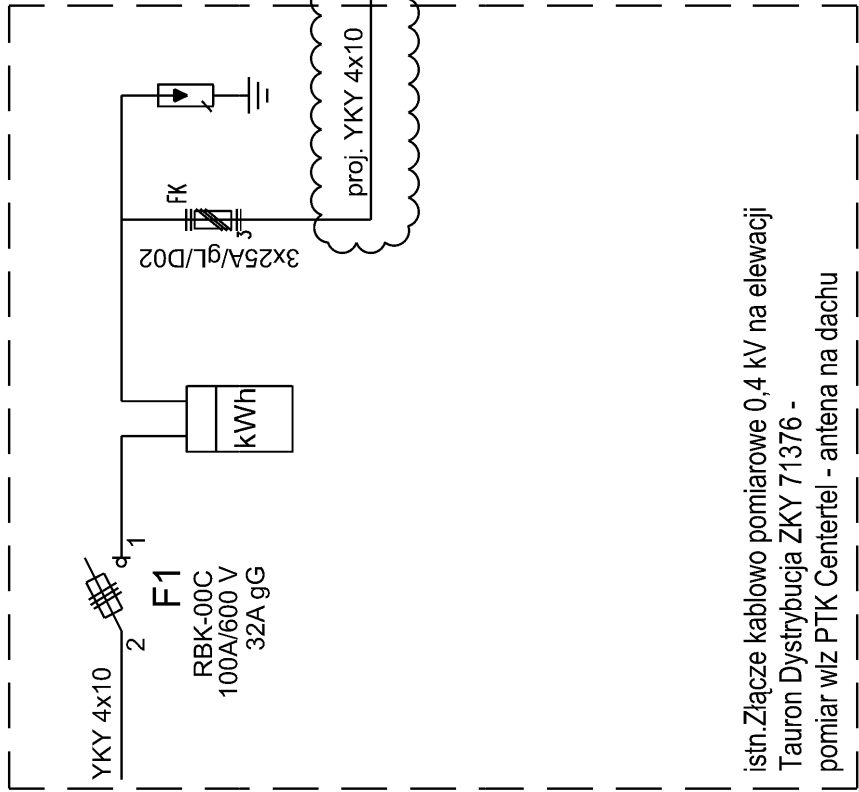 proj. YKY 4x10
FK
3
3x25A/gL/D02
kWh
1
2
F1
RBK-00C
100A/600 V
32A gG
YKY 4x10
istn.Złącze kablowo pomiarowe 0,4 kV na elewacji
Tauron Dystrybucja ZKY 71376 -
pomiar wlz PTK Centertel - antena na dachu